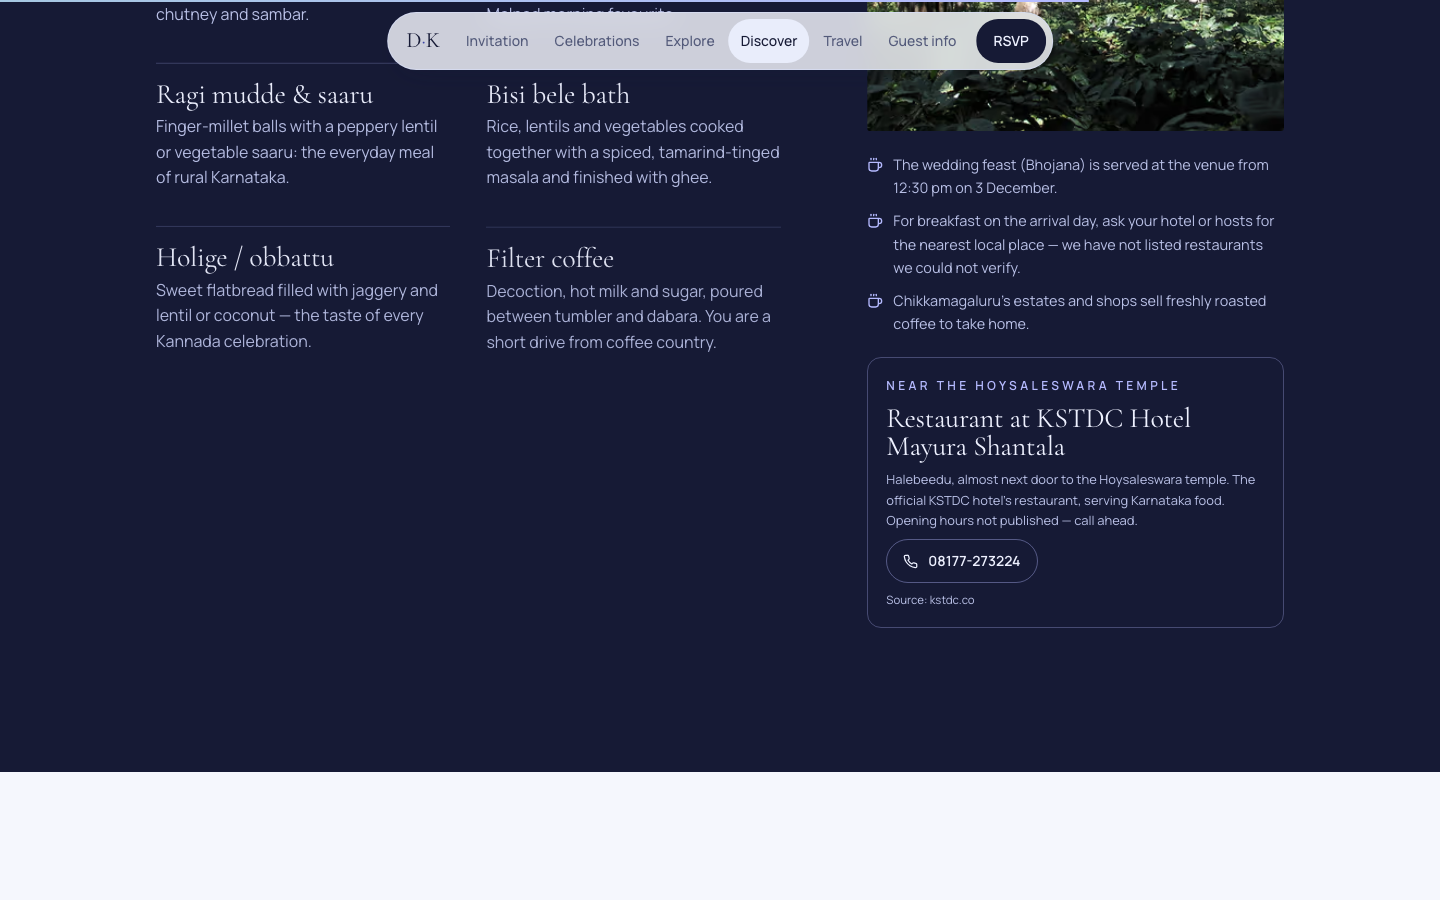 chutney and sambar.
D·K
Invitation
Celebrations
Explore
Discover
Travel
Guest info
RSVP
Ragi mudde & saaru
Finger-millet balls with a peppery lentil
or vegetable saaru: the everyday meal
of rural Karnataka.
Bisi bele bath
Rice, lentils and vegetables cooked
together with a spiced, tamarind-tinged
masala and finished with ghee.
Holige / obbattu
Sweet flatbread filled with jaggery and
lentil or coconut — the taste of every
Kannada celebration.
Filter coffee
Decoction, hot milk and sugar, poured
between tumbler and dabara. You are a
short drive from coffee country.
The wedding feast (Bhojana) is served at the venue from
12:30 pm on 3 December.
For breakfast on the arrival day, ask your hotel or hosts for
the nearest local place — we have not listed restaurants
we could not verify.
Chikkamagaluru's estates and shops sell freshly roasted
coffee to take home.
NEAR THE HOYSALESWARA TEMPLE
Restaurant at KSTDC Hotel
Mayura Shantala
Halebeedu, almost next door to the Hoysaleswara temple. The
official KSTDC hotel's restaurant, serving Karnataka food.
Opening hours not published — call ahead.
08177-273224
Source: kstdc.co